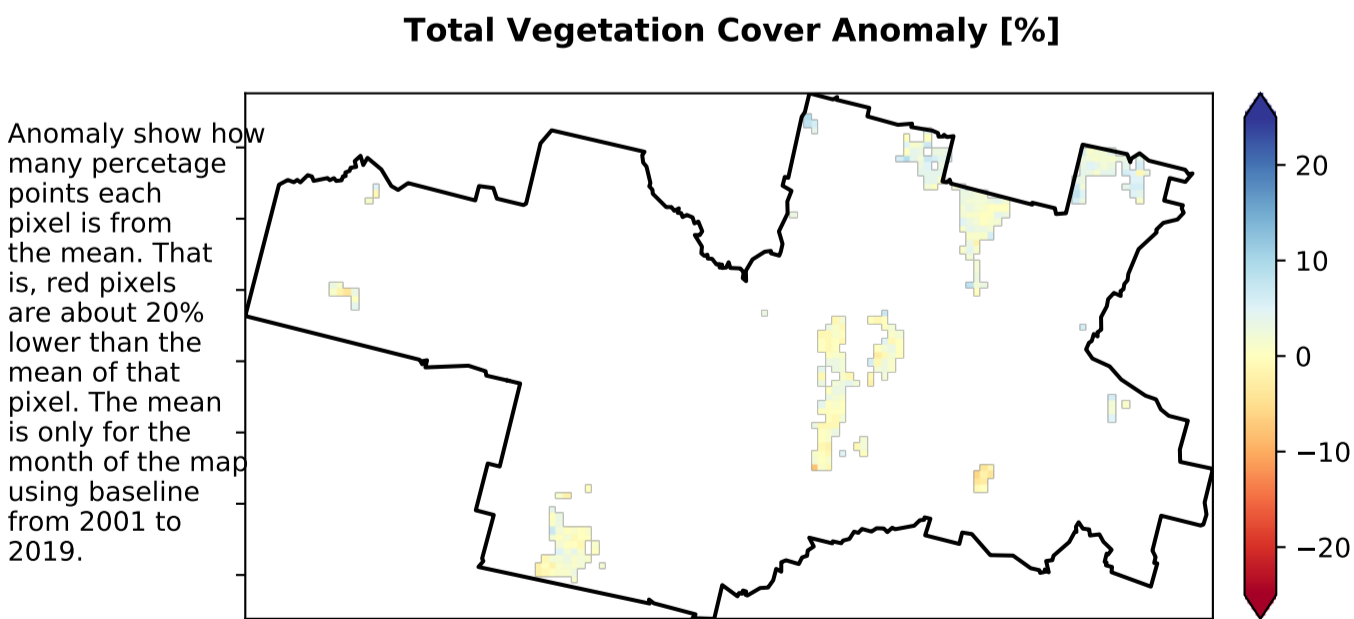 Total Vegetation Cover Anomaly [%]
Anomaly show how
many percetage
points each
pixel is from
the mean. That
is, red pixels
are about 20%
lower than the
mean of that
pixel. The mean
is only for the
month of the map
using baseline
from 2001 to
2019.
20
10
0
−10
−20